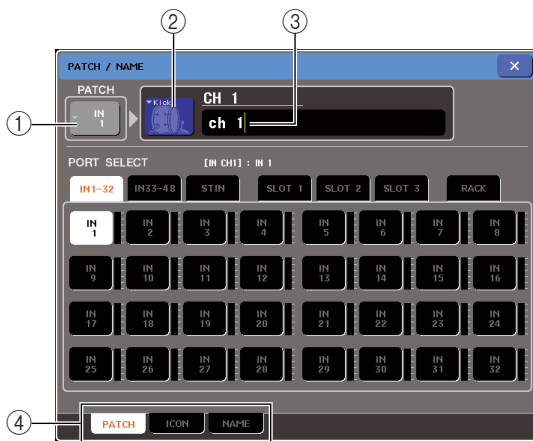 ① ② ③ ④
PATCH / NAME ×
PATCH
IN 1
Kick
CH 1
ch 1
PORT SELECT [IN CH1] : IN 1
IN1-32 IN33-48 STIN SLOT 1 SLOT 2 SLOT 3 RACK
IN 1 IN 2 IN 3 IN 4 IN 5 IN 6 IN 7 IN 8
IN 9 IN 10 IN 11 IN 12 IN 13 IN 14 IN 15 IN 16
IN 17 IN 18 IN 19 IN 20 IN 21 IN 22 IN 23 IN 24
IN 25 IN 26 IN 27 IN 28 IN 29 IN 30 IN 31 IN 32
PATCH ICON NAME